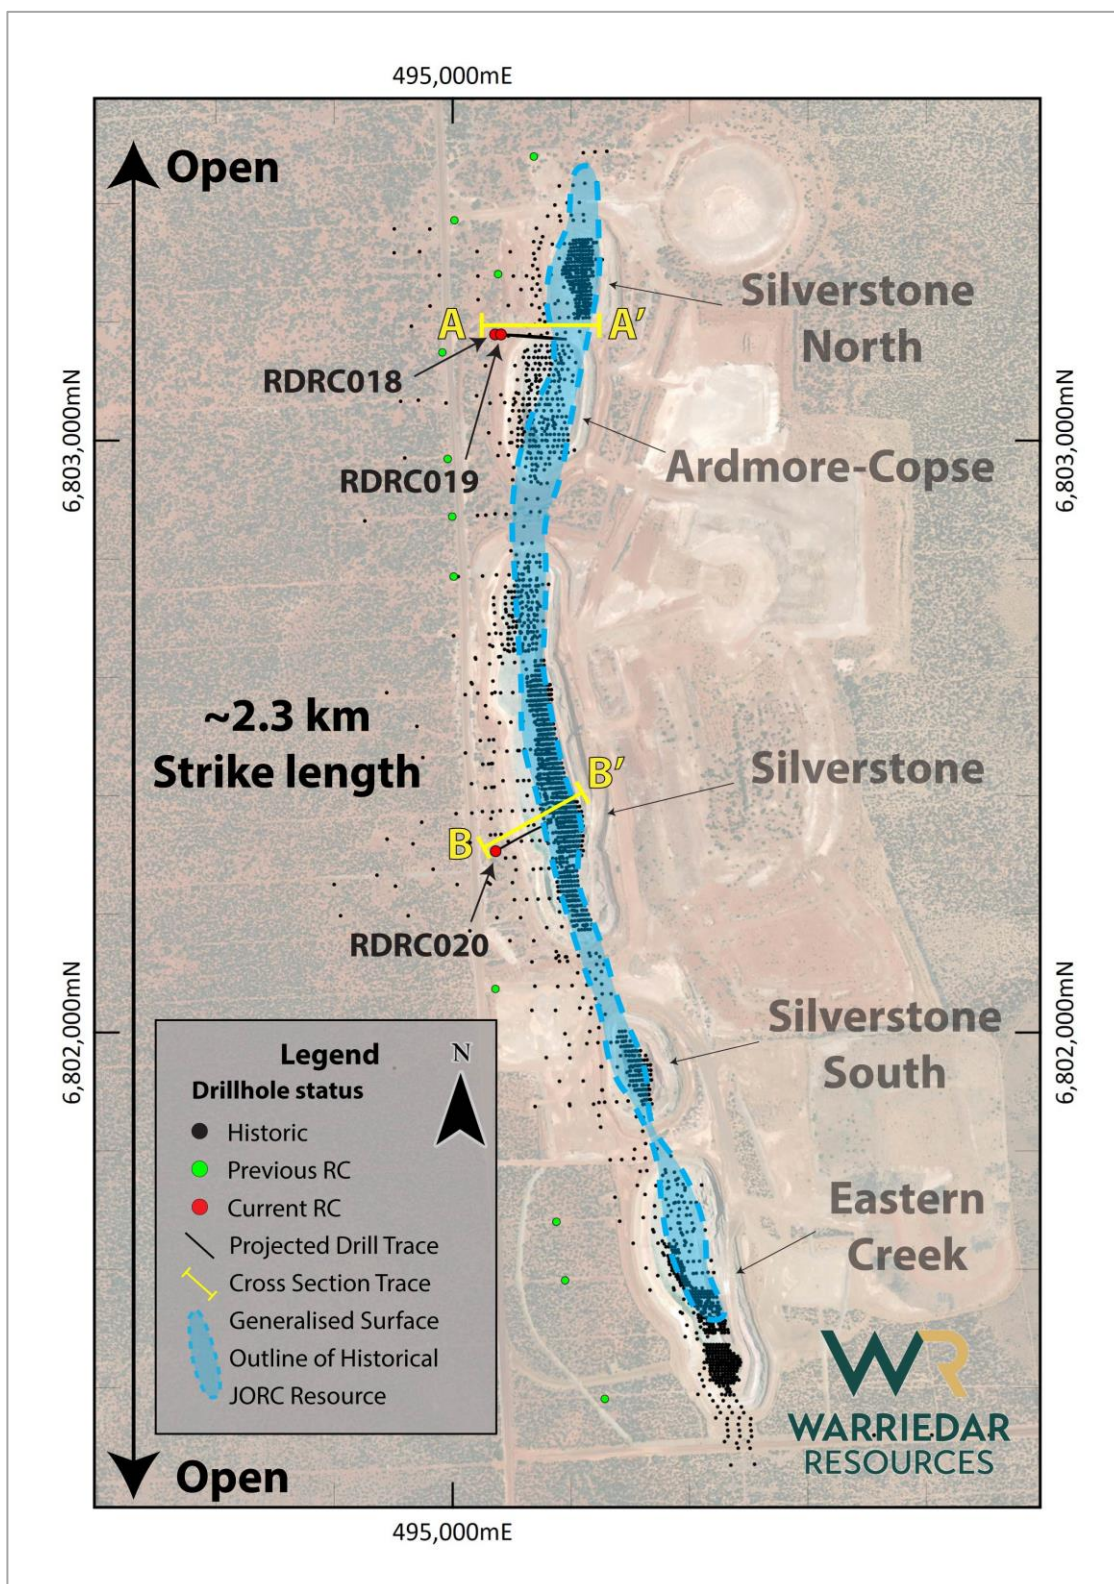 495,000mE
Open
Silverstone
North
A
A’
RDRC018
6,803,000mN
6,803,000mN
Ardmore-Copse
RDRC019
~2.3 km
Strike length
Silverstone
B’
B
RDRC020
Silverstone
South
6,802,000mN
6,802,000mN
Legend
N
Drillhole status
Historic
Previous RC
Current RC
Projected Drill Trace
Cross Section Trace
Generalised Surface
Outline of Historical
JORC Resource
Eastern
Creek
WR
WARRIEDAR
RESOURCES
Open
495,000mE